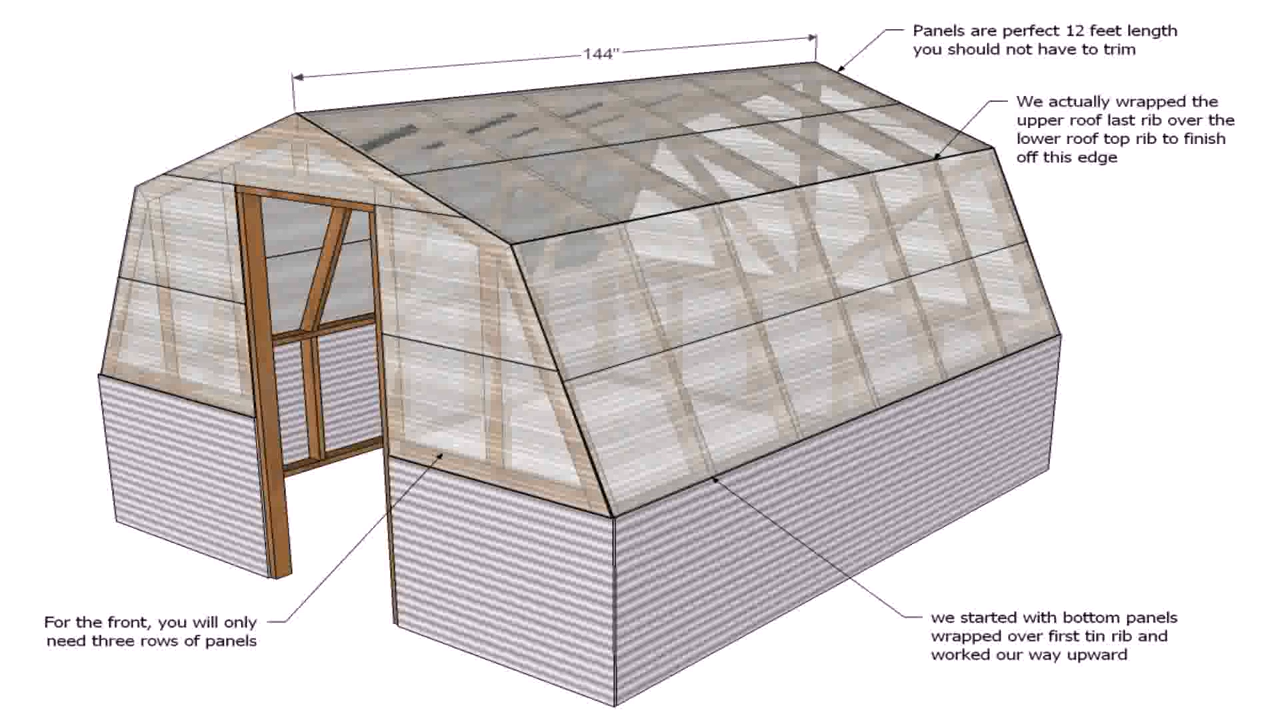 144"
Panels are perfect 12 feet length
you should not have to trim
We actually wrapped the
upper roof last rib over the
lower roof top rib to finish
off this edge
For the front, you will only
need three rows of panels
we started with bottom panels
wrapped over first tin rib and
worked our way upward